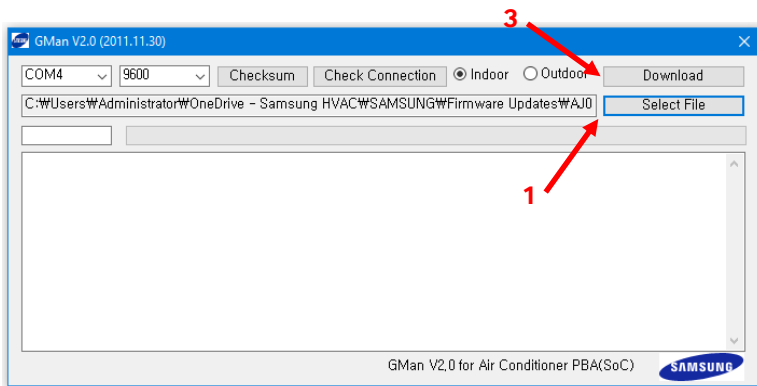 3
GMan V2.0 (2011.11.30)
COM4 9600 Checksum Check Connection Indoor Outdoor Download
C:₩Users₩Administrator₩OneDrive - Samsung HVAC₩SAMSUNG₩Firmware Updates₩AJ0 Select File
1
GMan V2.0 for Air Conditioner PBA(SoC) SAMSUNG